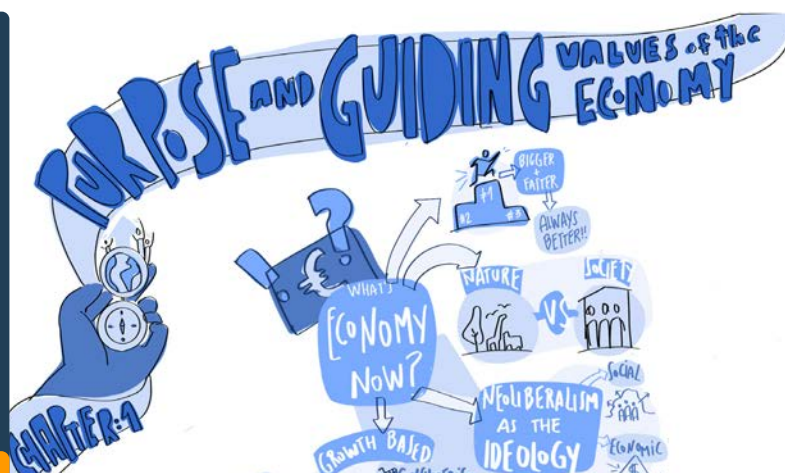 PURPOSE AND GUIDING VALUES of the
ECONOMY
BIGGER
+
FASTER
#1
#2 #3
ALWAYS
BETTER!!
?
!
€
NATURE
VS
SOCIETY
WHAT'S
ECONOMY
NOW?
NEOLIBERALISM
AS THE
IDEOLOGY
SOCIAL
ECONOMIC
$
GROWTH BASED
CHAPTER:1